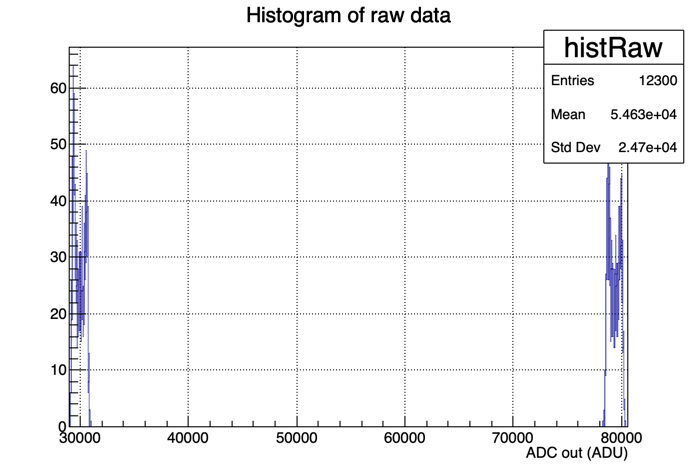 Histogram of raw data
histRaw
Entries 12300
Mean 5.463e+04
Std Dev 2.47e+04
60
50
40
30
20
10
0
30000 40000 50000 60000 70000 80000
ADC out (ADU)